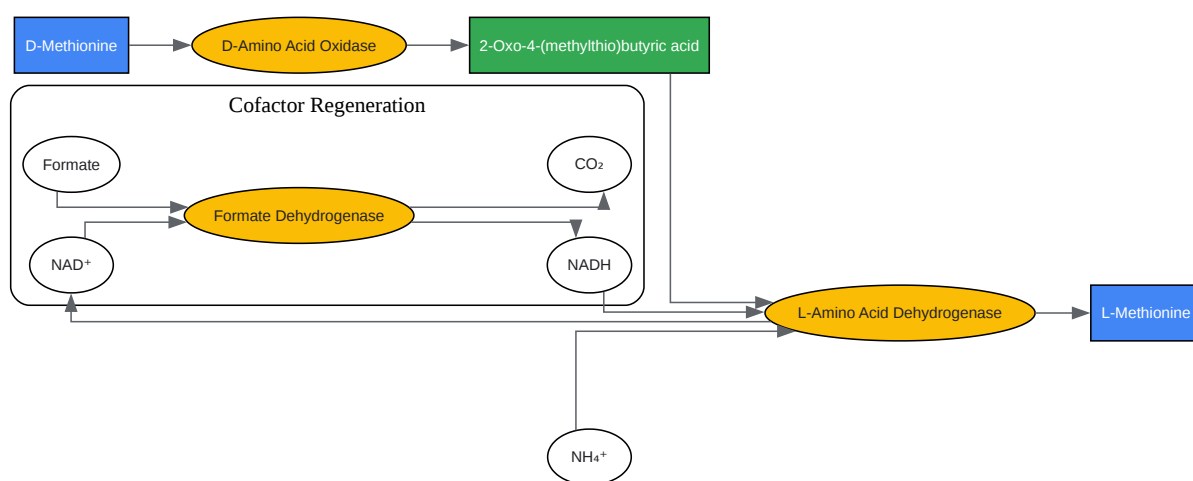 D-Methionine
D-Amino Acid Oxidase
2-Oxo-4-(methylthio)butyric acid
Cofactor Regeneration
Formate
CO₂
Formate Dehydrogenase
NAD⁺
NADH
L-Amino Acid Dehydrogenase
L-Methionine
NH₄⁺